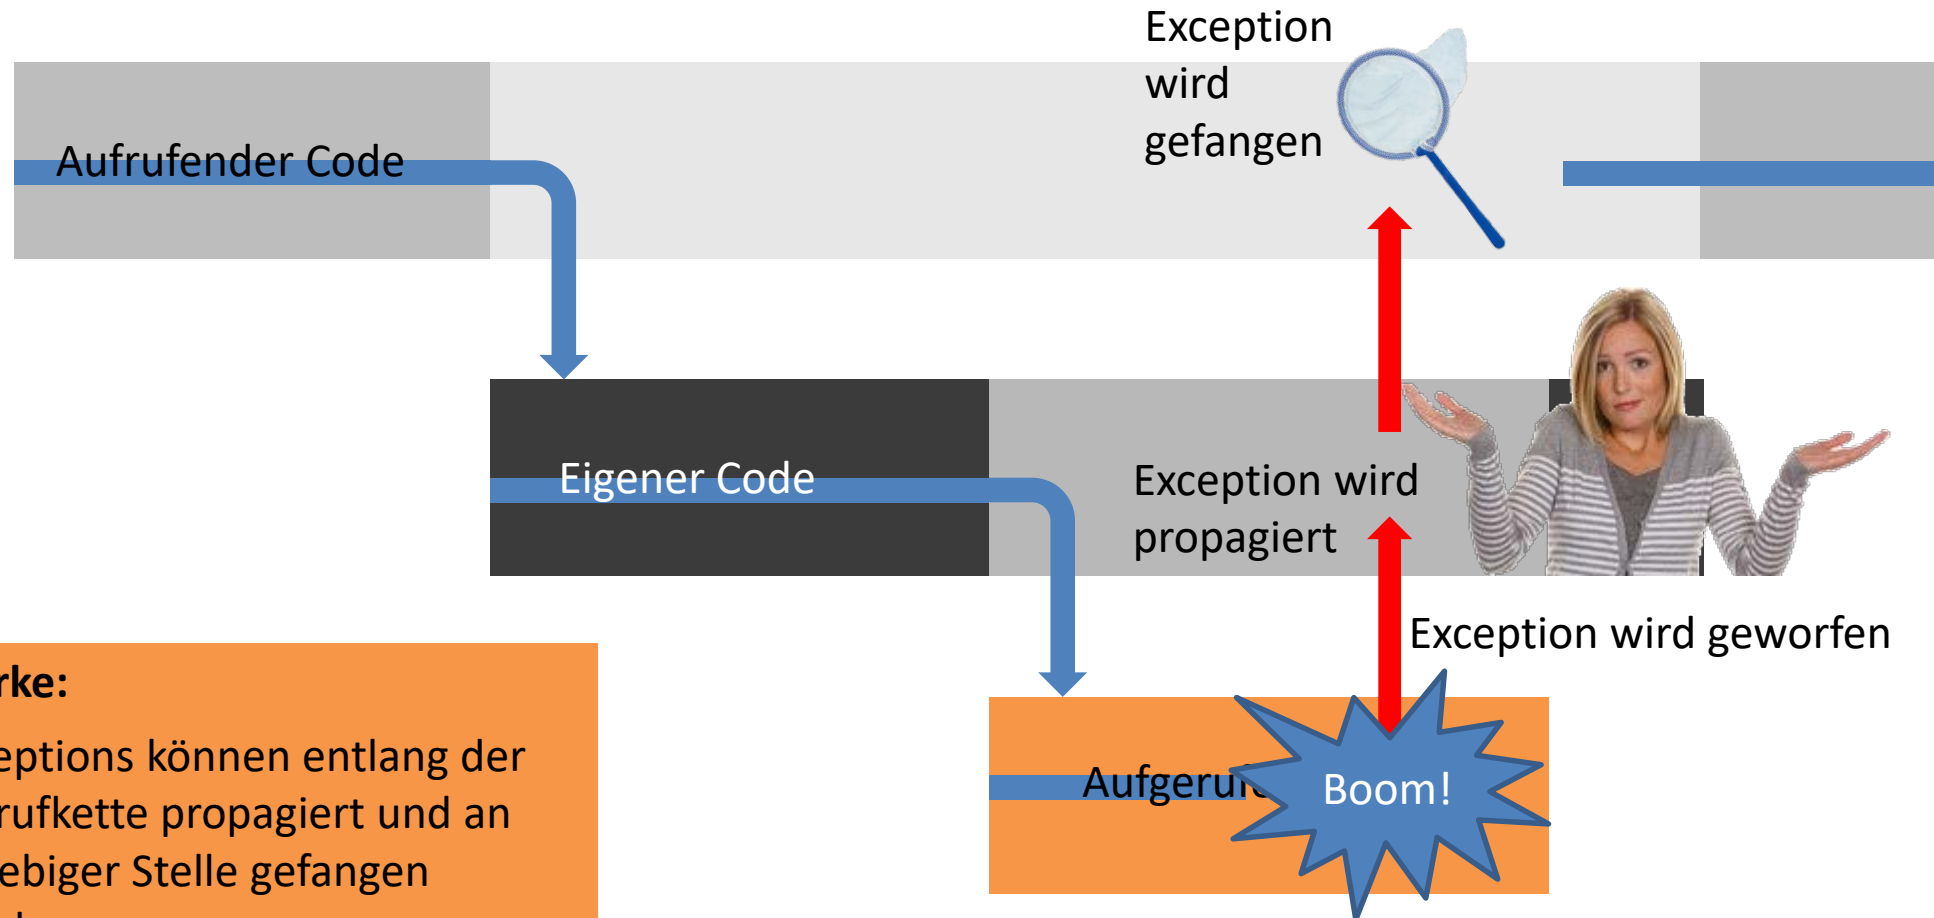 Exception
wird
gefangen
Aufrufender Code
Eigener Code
Exception wird
propagiert
Exception wird geworfen
rke:
eptions können entlang der
rufkette propagiert und an
ebiger Stelle gefangen
Aufgerufe
Boom!